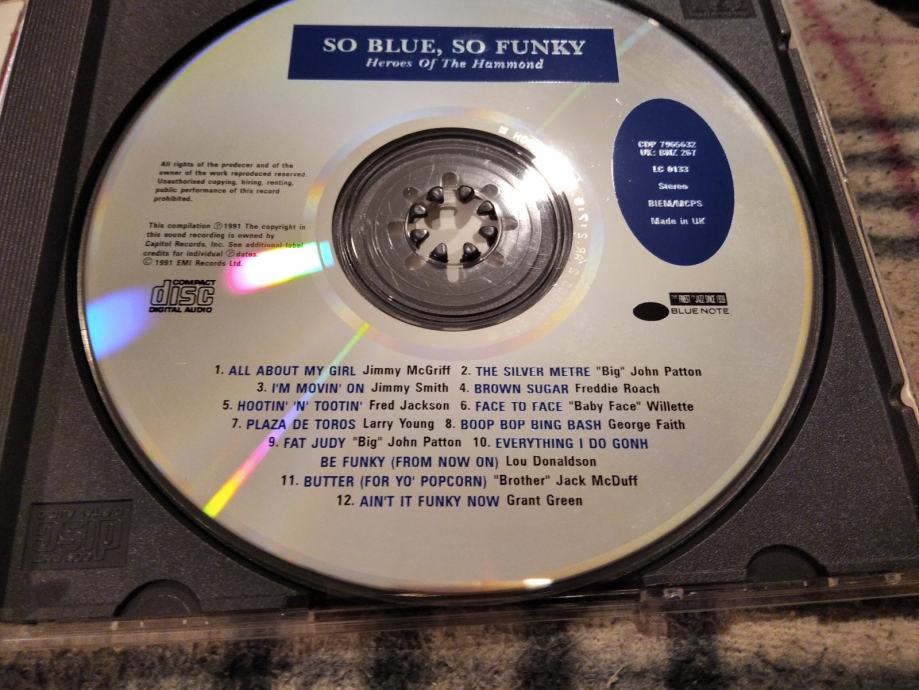 SO BLUE, SO FUNKY
Heroes Of The Hammond
CDP 7965632
UK: BNZ 267
LC 0133
Stereo
BIEM/MCPS
Made in UK
All rights of the producer and of the
owner of the work reproduced reserved.
Unauthorised copying, hiring, renting,
public performance of this record
prohibited.
This compilation ℗ 1991 The copyright in
this sound recording is owned by
Capitol Records, Inc. See additional label
credits for individual ℗ dates.
© 1991 EMI Records Ltd.
COMPACT
disc
DIGITAL AUDIO
THE FINEST IN JAZZ SINCE 1939
BLUE NOTE
1. ALL ABOUT MY GIRL Jimmy McGriff 2. THE SILVER METRE "Big" John Patton
3. I'M MOVIN' ON Jimmy Smith 4. BROWN SUGAR Freddie Roach
5. HOOTIN' 'N' TOOTIN' Fred Jackson 6. FACE TO FACE "Baby Face" Willette
7. PLAZA DE TOROS Larry Young 8. BOOP BOP BING BASH George Faith
9. FAT JUDY "Big" John Patton 10. EVERYTHING I DO GONH
BE FUNKY (FROM NOW ON) Lou Donaldson
11. BUTTER (FOR YO' POPCORN) "Brother" Jack McDuff
12. AIN'T IT FUNKY NOW Grant Green